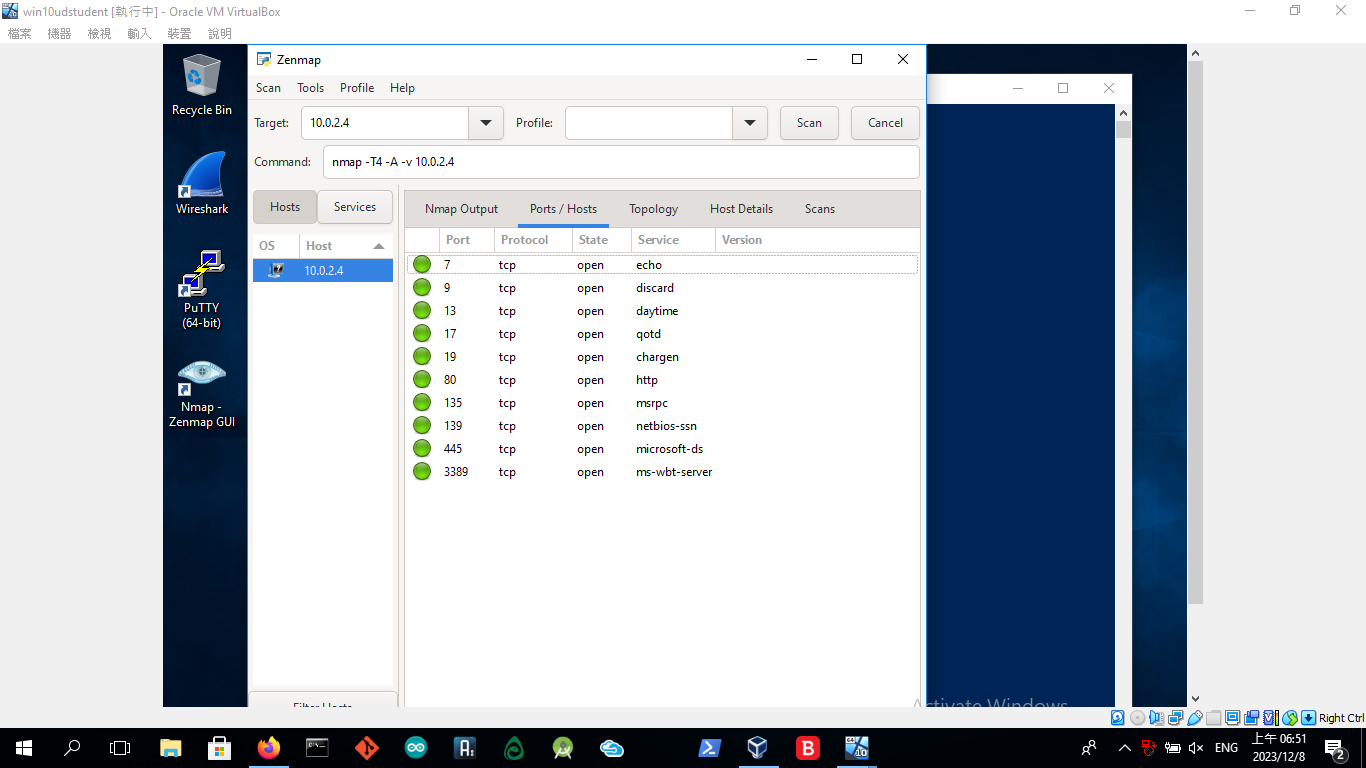 win10udstudent [執行中] - Oracle VM VirtualBox
檔案 機器 檢視 輸入 裝置 說明
Recycle Bin
Wireshark
PuTTY
(64-bit)
Nmap -
Zenmap GUI
Zenmap
Scan Tools Profile Help
Target: 10.0.2.4 Profile: Scan Cancel
Command: nmap -T4 -A -v 10.0.2.4
Hosts Services
OS Host
10.0.2.4
Filter Hosts
Nmap Output Ports / Hosts Topology Host Details Scans
Port Protocol State Service Version
7 tcp open echo
9 tcp open discard
13 tcp open daytime
17 tcp open qotd
19 tcp open chargen
80 tcp open http
135 tcp open msrpc
139 tcp open netbios-ssn
445 tcp open microsoft-ds
3389 tcp open ms-wbt-server
Activate Windows
Right Ctrl
ENG
上午 06:51
2023/12/8
2